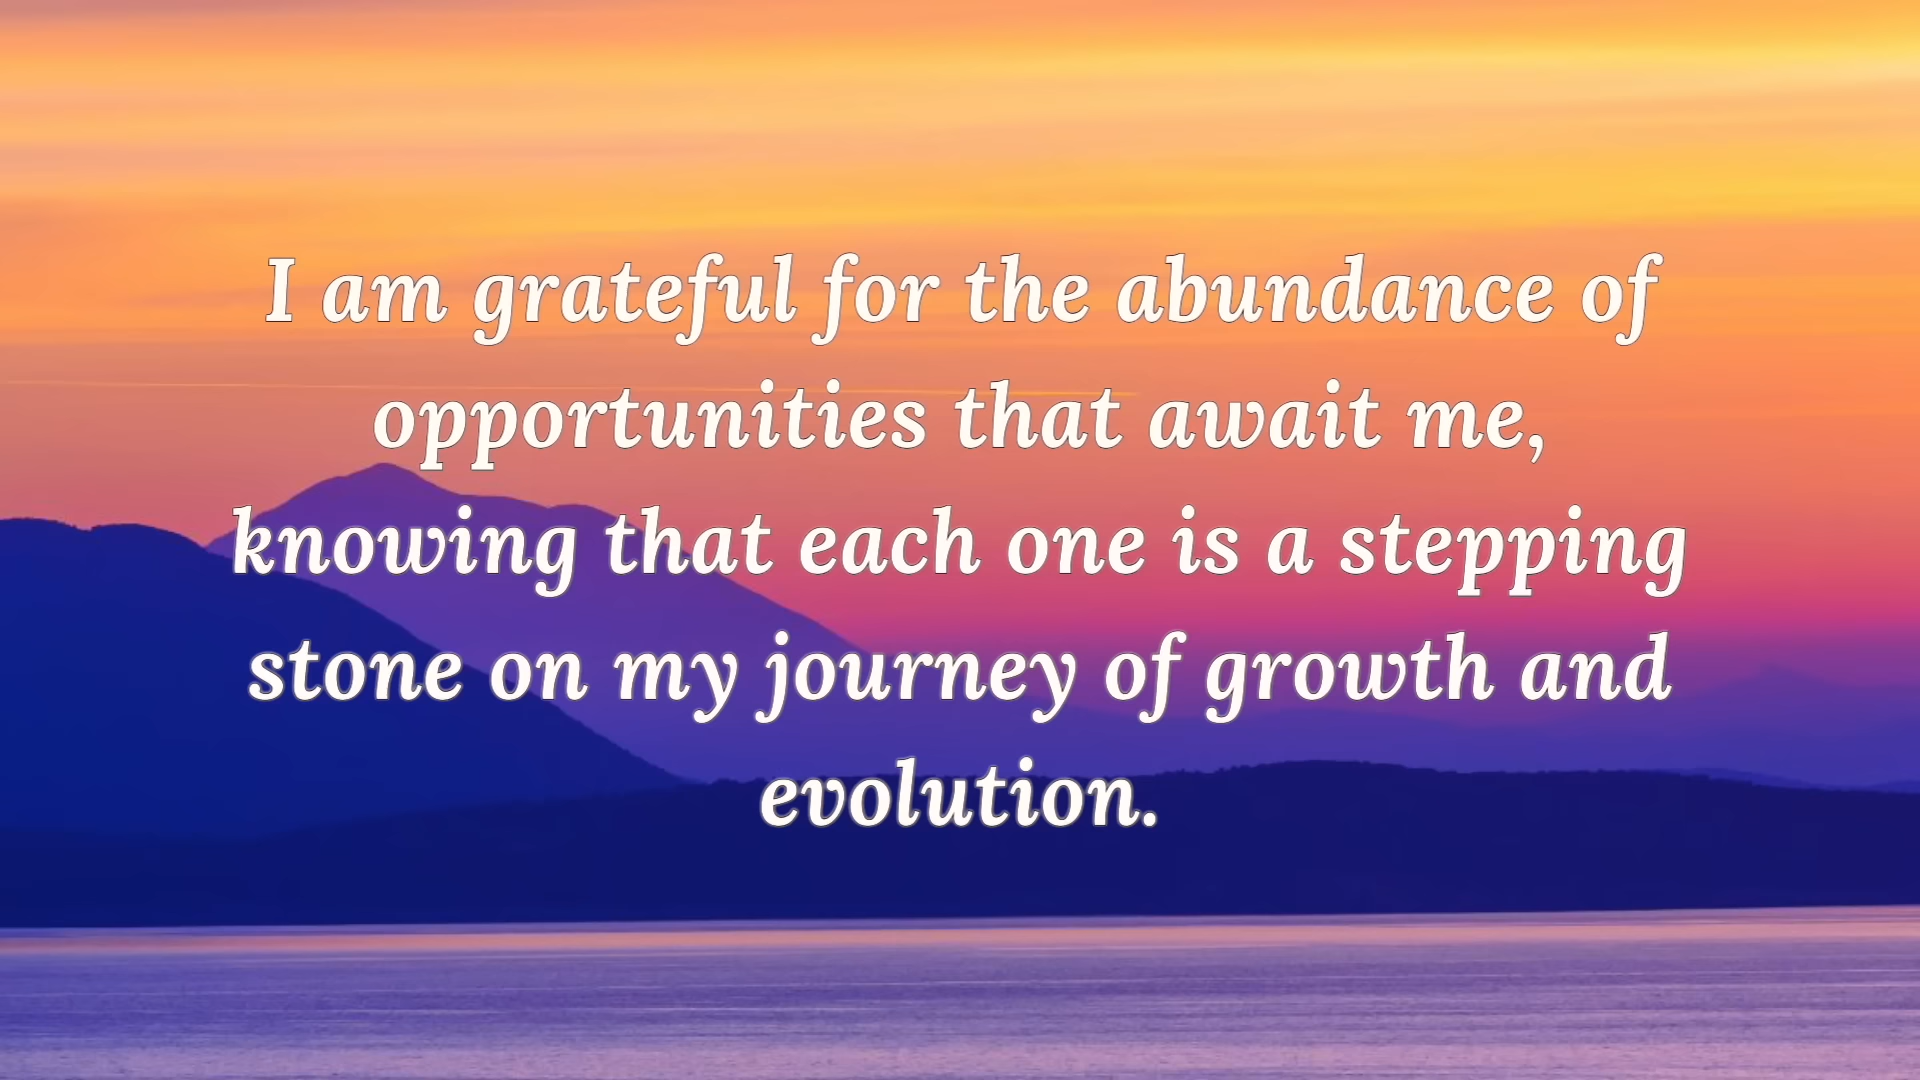 I am grateful for the abundance of
opportunities that await me,
knowing that each one is a stepping
stone on my journey of growth and
evolution.